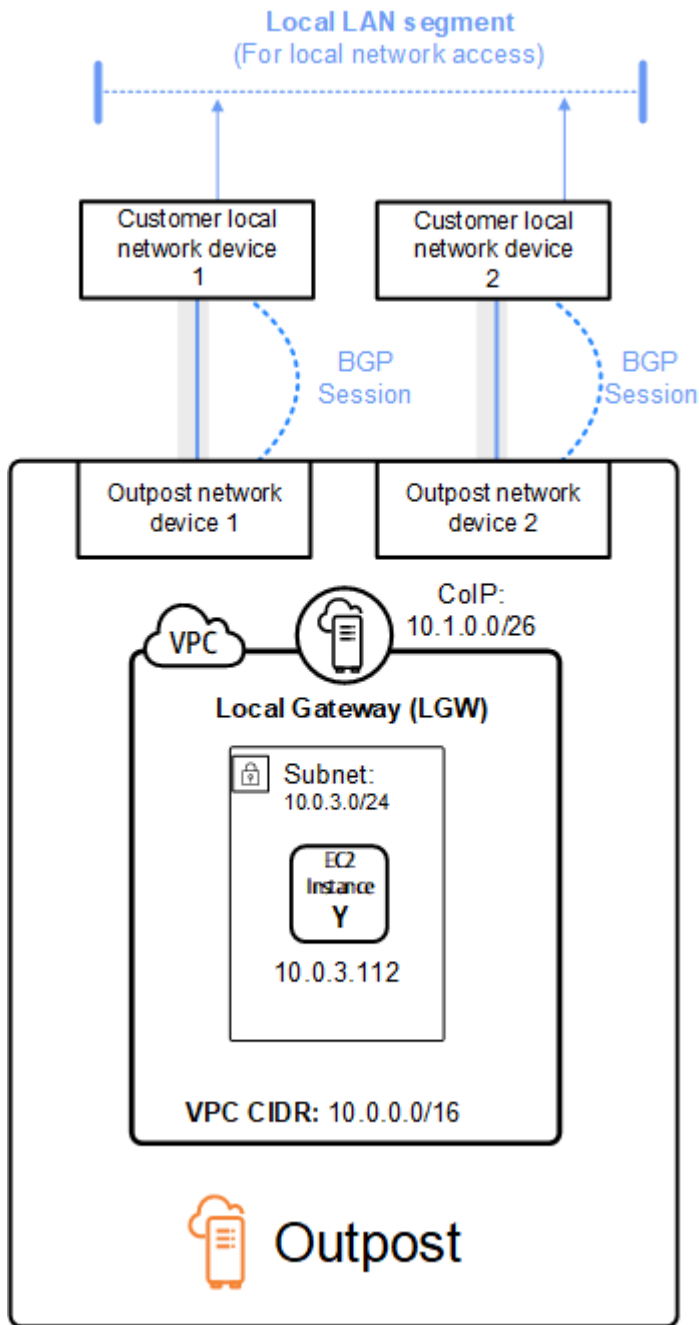 Local LAN segment
(For local network access)
Customer local
network device
1
Customer local
network device
2
BGP
Session
BGP
Session
Outpost network
device 1
Outpost network
device 2
CoIP:
10.1.0.0/26
VPC
Local Gateway (LGW)
Subnet:
10.0.3.0/24
EC2
Instance
Y
10.0.3.112
VPC CIDR: 10.0.0.0/16
Outpost